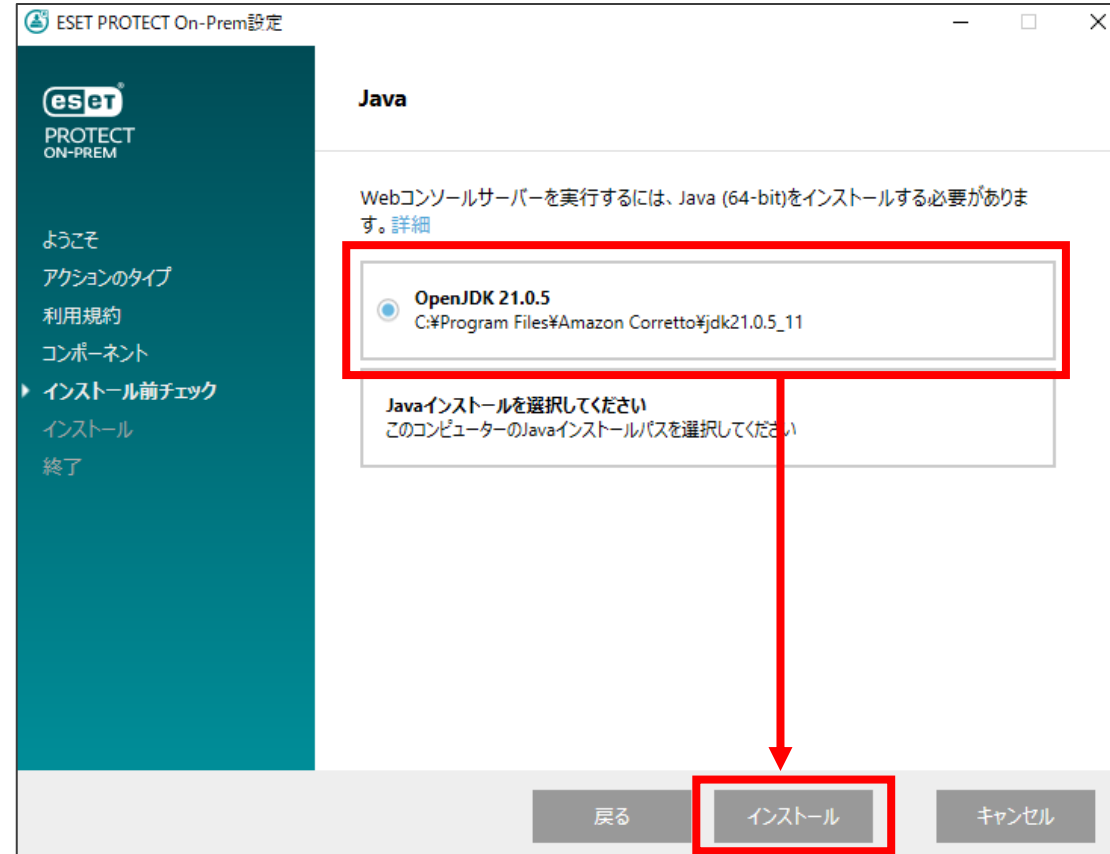 ESET PROTECT On-Prem設定
eset®
PROTECT
ON-PREM
ようこそ
アクションのタイプ
利用規約
コンポーネント
インストール前チェック
インストール
終了
Java
Webコンソールサーバーを実行するには、Java (64-bit)をインストールする必要がありま
す。詳細
OpenJDK 21.0.5
C:¥Program Files¥Amazon Corretto¥jdk21.0.5_11
Javaインストールを選択してください
このコンピューターのJavaインストールパスを選択してください
戻る
インストール
キャンセル